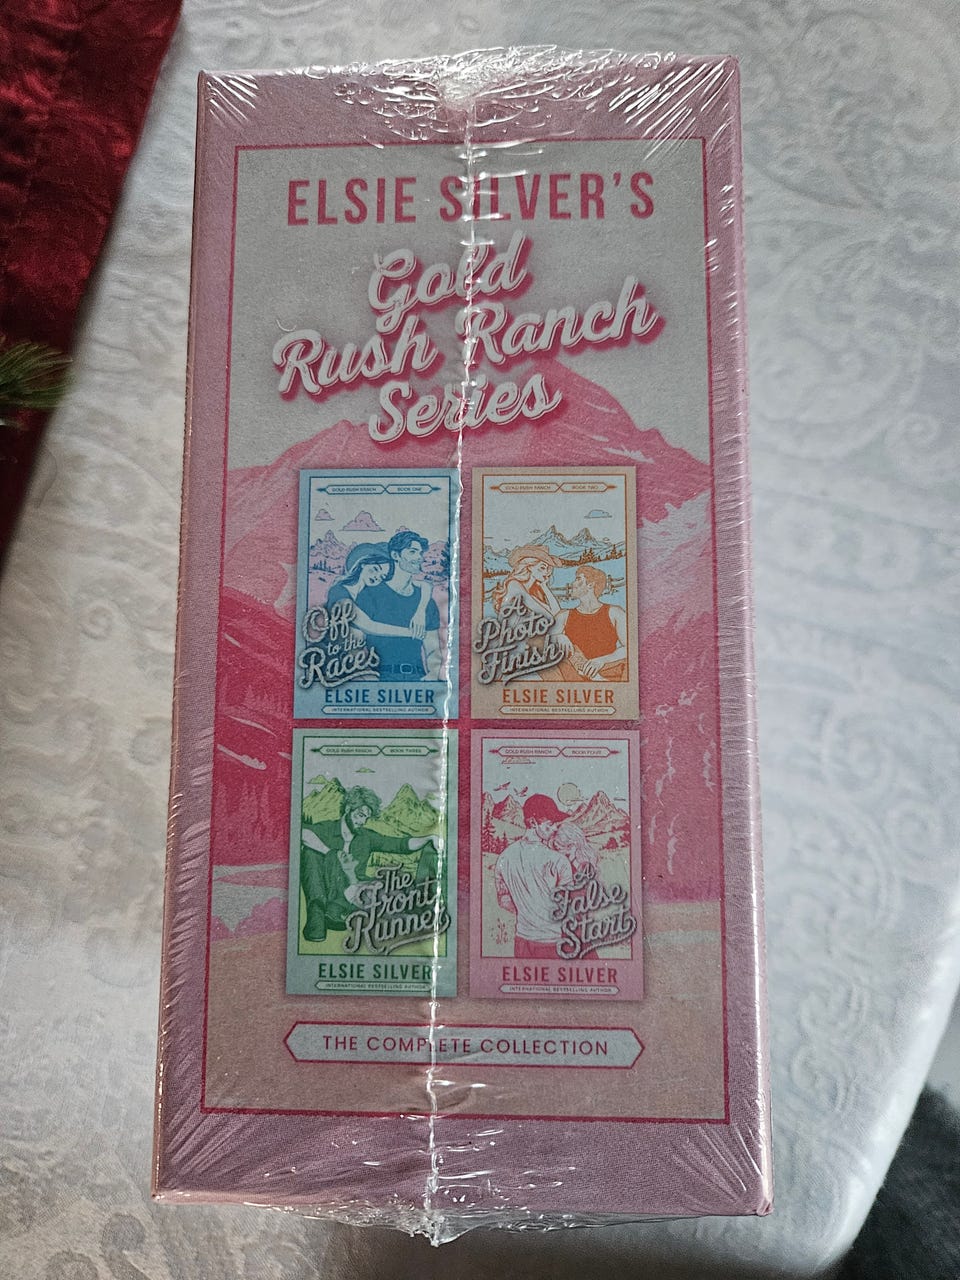 ELSIE SILVER'S
Gold
Rush Ranch
Series
GOLD RUSH RANCH BOOK ONE
Off
to the
Races
ELSIE SILVER
INTERNATIONAL BESTSELLING AUTHOR
GOLD RUSH RANCH BOOK TWO
A
Photo
Finish
ELSIE SILVER
INTERNATIONAL BESTSELLING AUTHOR
GOLD RUSH RANCH BOOK THREE
The
Front
Runner
ELSIE SILVER
INTERNATIONAL BESTSELLING AUTHOR
GOLD RUSH RANCH BOOK FOUR
A
False
Start
ELSIE SILVER
INTERNATIONAL BESTSELLING AUTHOR
THE COMPLETE COLLECTION